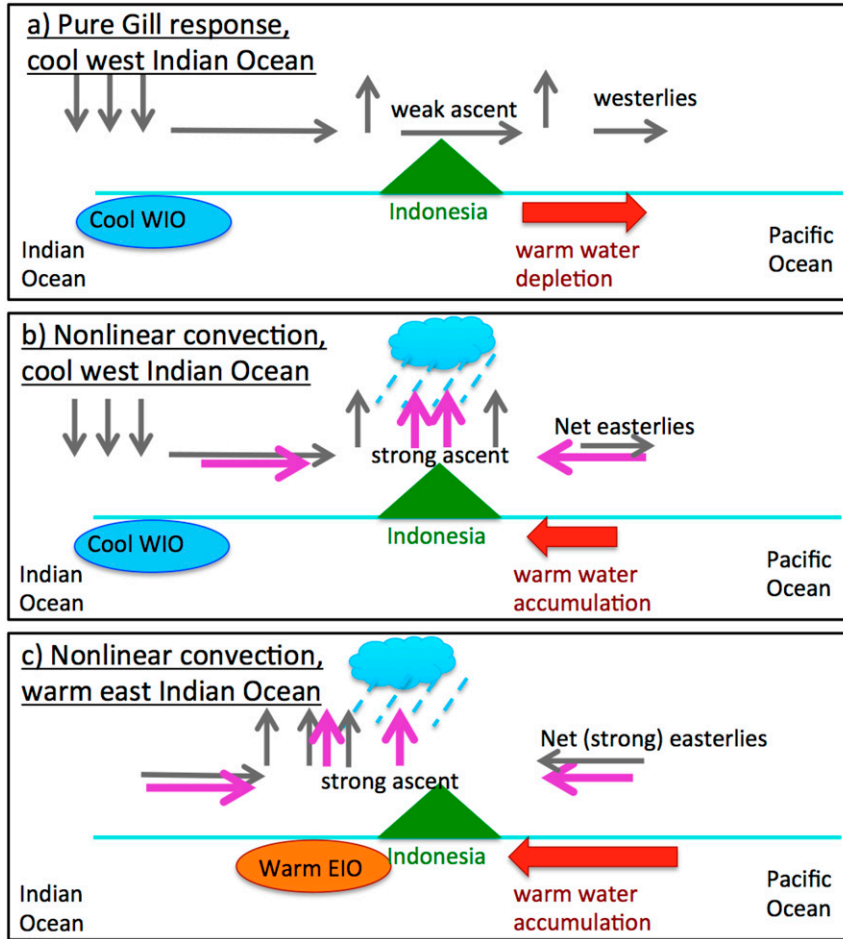 a) Pure Gill response,
cool west Indian Ocean
weak ascent
westerlies
Cool WIO
Indonesia
Indian
Ocean
warm water
depletion
Pacific
Ocean
b) Nonlinear convection,
cool west Indian Ocean
Net easterlies
strong ascent
Cool WIO
Indonesia
Indian
Ocean
warm water
accumulation
Pacific
Ocean
c) Nonlinear convection,
warm east Indian Ocean
Net (strong) easterlies
strong ascent
Warm EIO
Indonesia
Indian
Ocean
warm water
accumulation
Pacific
Ocean